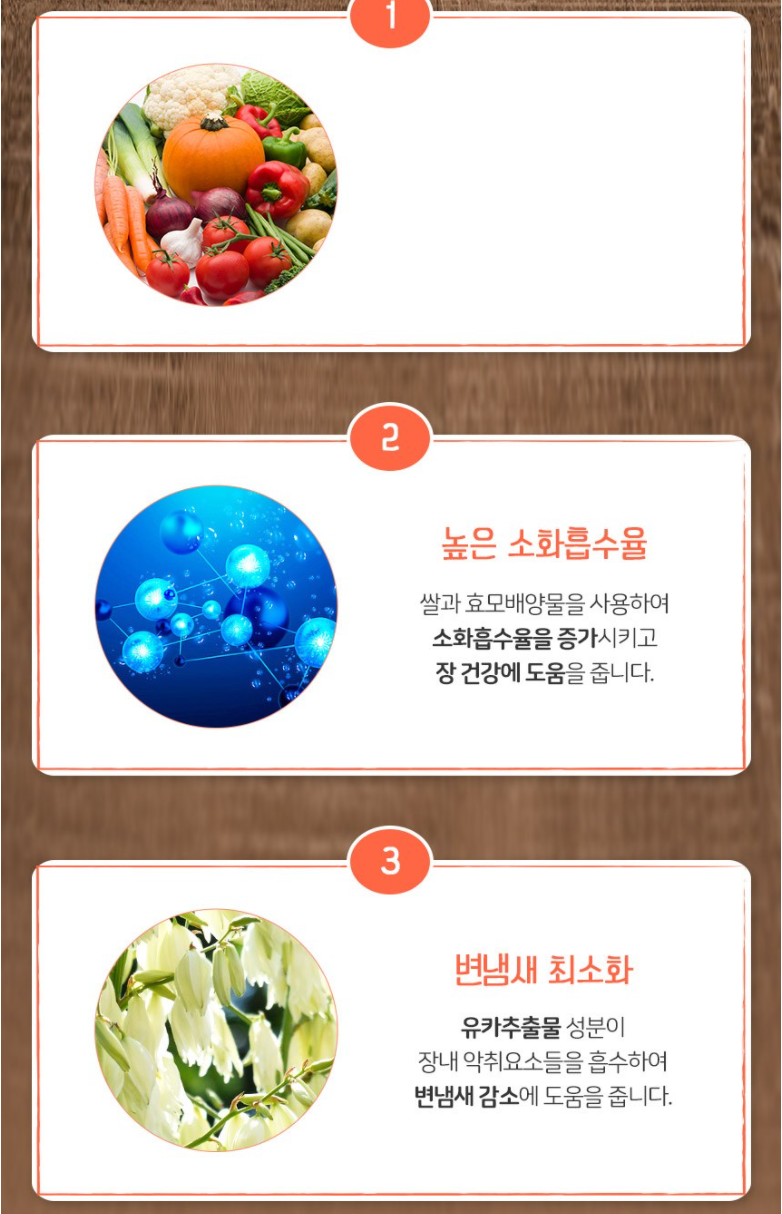 1
2
높은 소화흡수율
쌀과 효모배양물을 사용하여
소화흡수율을 증가시키고
장 건강에 도움을 줍니다.
3
변냄새 최소화
유카추출물 성분이
장내 악취요소들을 흡수하여
변냄새 감소에 도움을 줍니다.